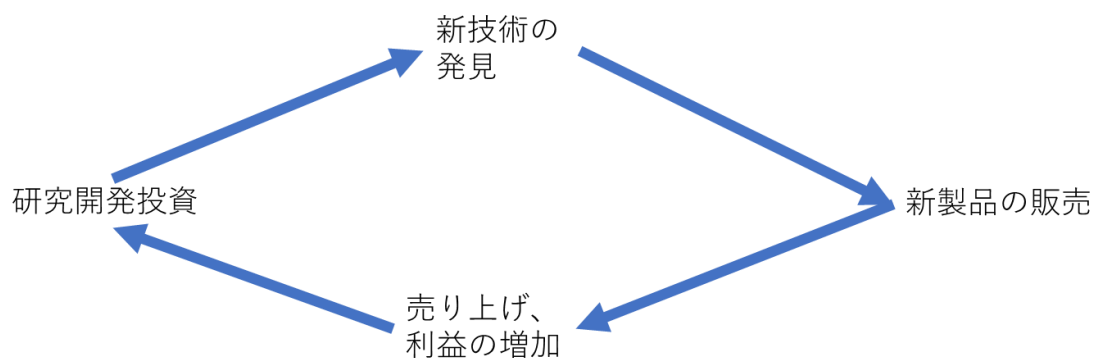 新技術の
発見
研究開発投資
新製品の販売
売り上げ、
利益の増加